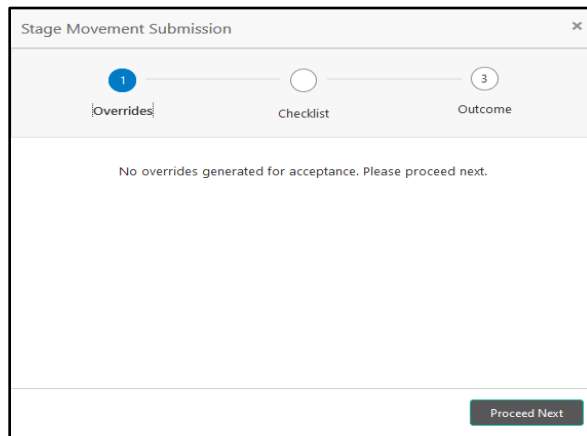 Stage Movement Submission ×
1
3
Overrides
Checklist
Outcome
No overrides generated for acceptance. Please proceed next.
Proceed Next